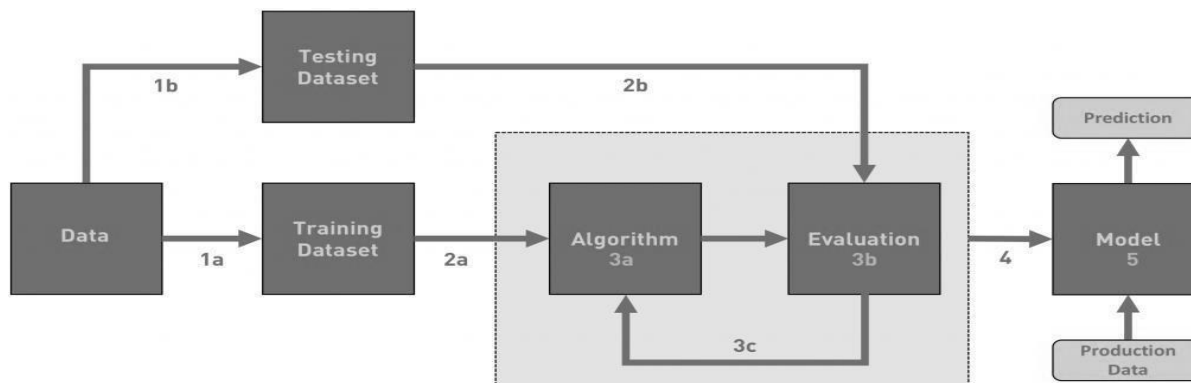 Testing
Dataset
1b
2b
Prediction
Data
1a
Training
Dataset
2a
Algorithm
3a
Evaluation
3b
4
Model
5
3c
Production
Data